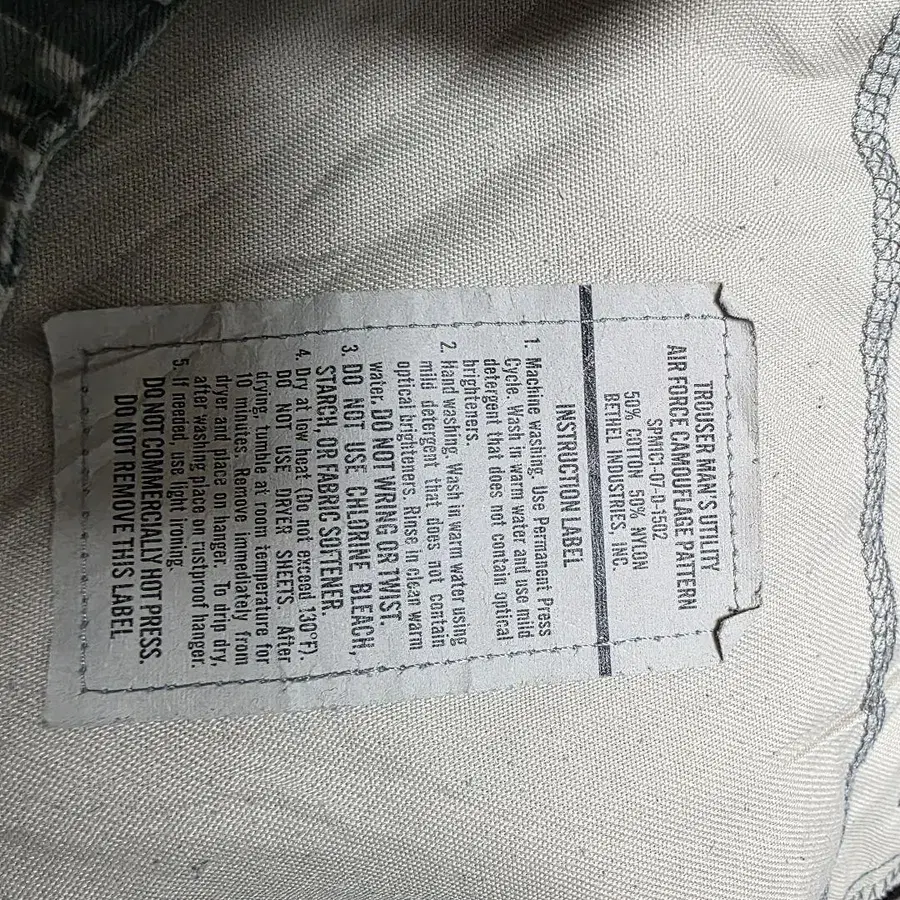 TROUSER MAN'S UTILITY
AIR FORCE CAMOUFLAGE PATTERN
SPMIC1-07-D-1502
50% COTTON 50% NYLON
BETHEL INDUSTRIES, INC.
INSTRUCTION LABEL
1. Machine washing. Use Permanent Press
Cycle. Wash in warm water and use mild
detergent that does not contain optical
brighteners.
2. Hand washing. Wash in warm water using
mild detergent that does not contain
optical brighteners. Rinse in clean warm
water. DO NOT WRING OR TWIST.
3. DO NOT USE CHLORINE BLEACH,
STARCH, OR FABRIC SOFTENER.
4. Dry at low heat (Do not exceed 130°F).
DO NOT USE DRYER SHEETS. After
drying, tumble at room temperature for
10 minutes. Remove immediately from
dryer and place on hanger. To drip dry,
after washing place on rustproof hanger.
5. If needed, use light ironing.
DO NOT COMMERCIALLY HOT PRESS.
DO NOT REMOVE THIS LABEL